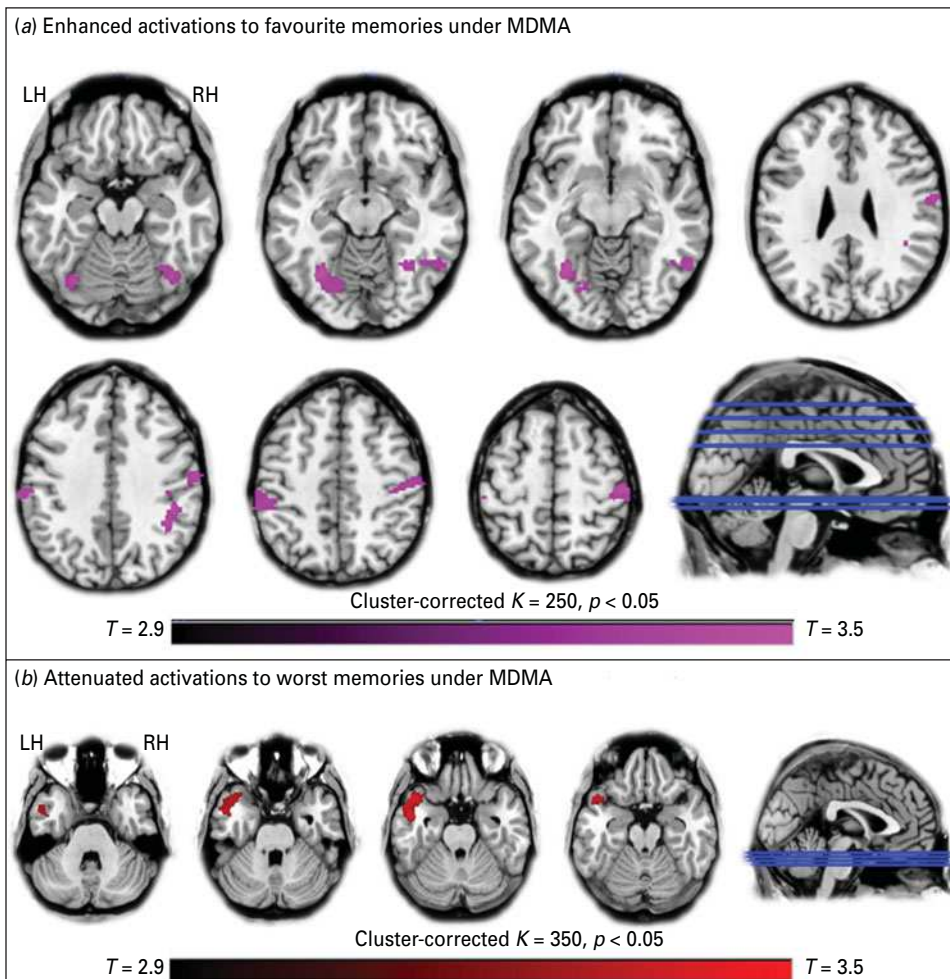 (a) Enhanced activations to favourite memories under MDMA
LH RH
Cluster-corrected K = 250, p < 0.05
T = 2.9 T = 3.5
(b) Attenuated activations to worst memories under MDMA
LH RH
Cluster-corrected K = 350, p < 0.05
T = 2.9 T = 3.5